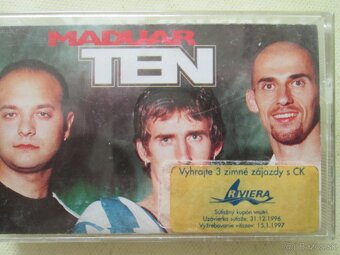 MADUAR
TEN
Vyhrajte 3 zimné zájazdy s CK
RIVIERA
Súťažný kupón vnútri.
Uzávierka súťaže: 31.12.1996
Vyžrebovanie víťazov: 15.1.1997